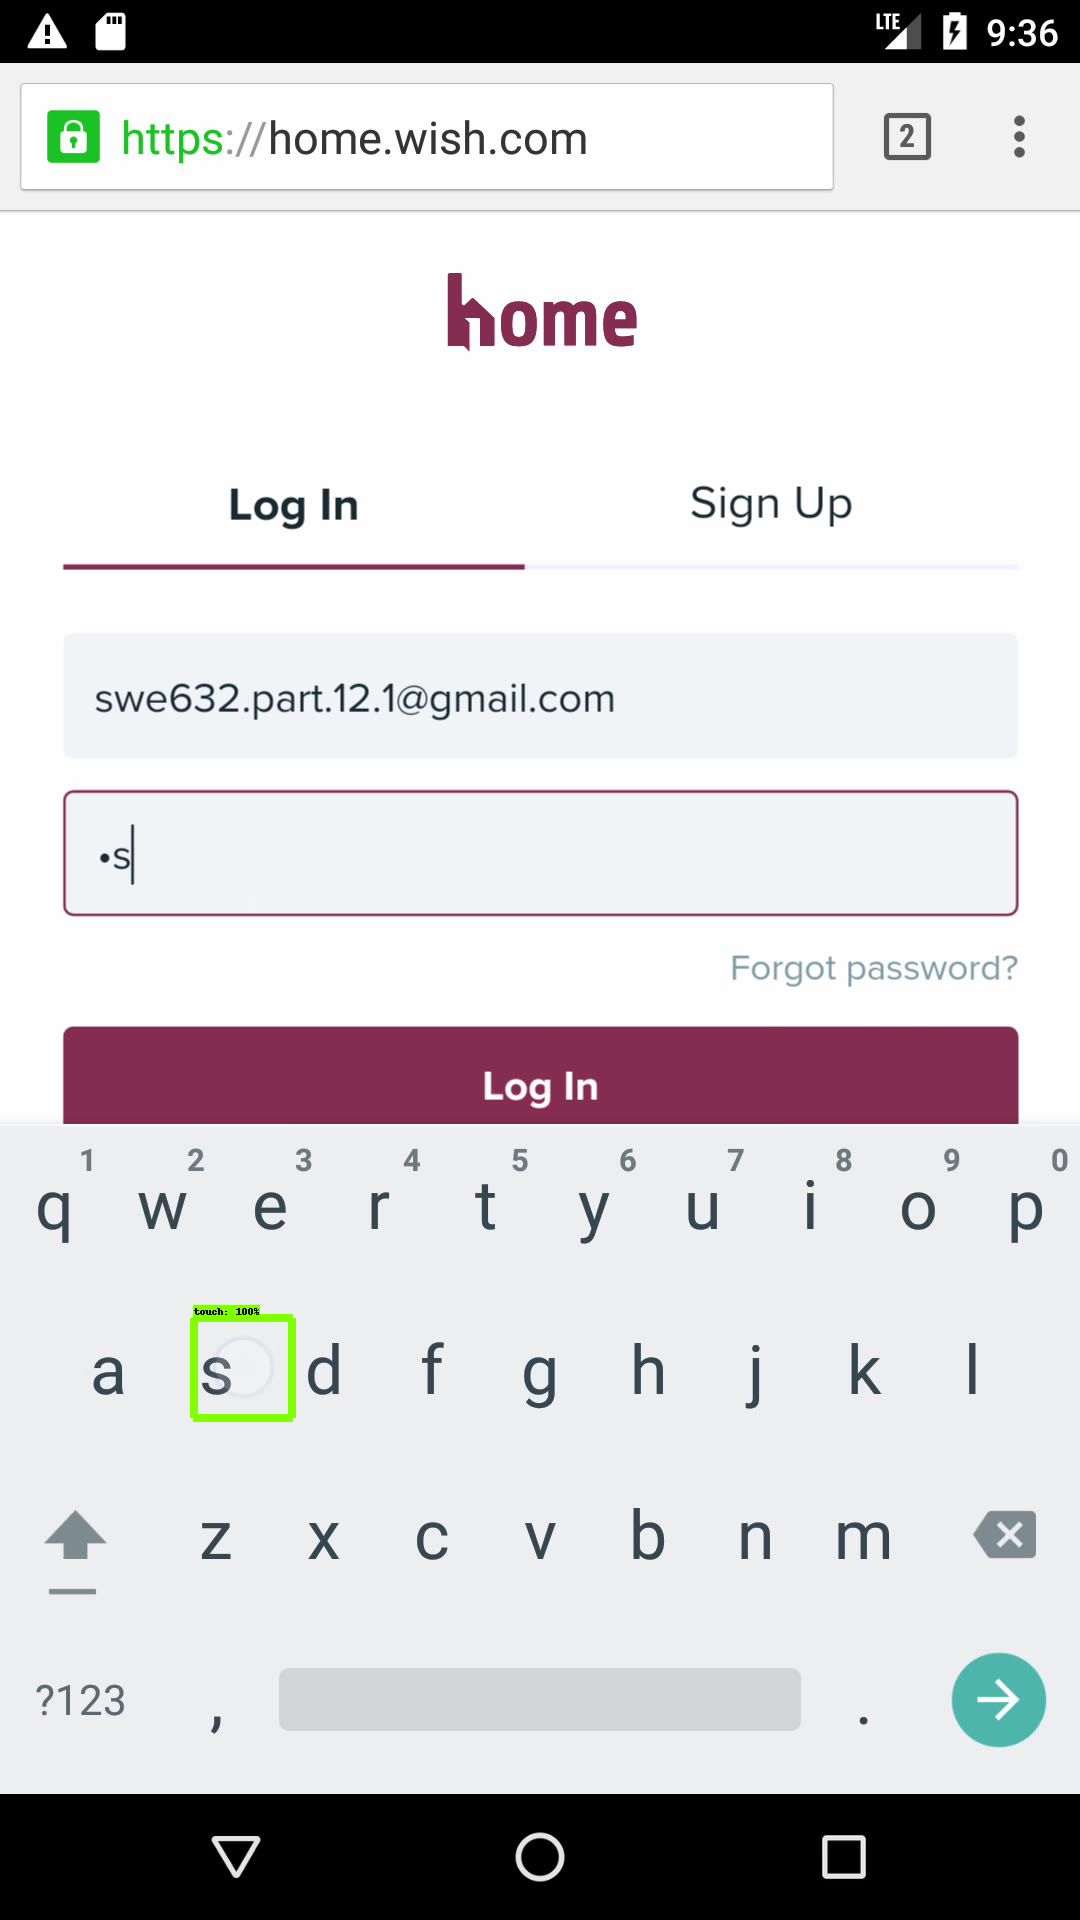 LTE 9:36
https://home.wish.com 2
home
Log In Sign Up
swe632.part.12.1@gmail.com
•s
Forgot password?
Log In
1 2 3 4 5 6 7 8 9 0
q w e r t y u i o p
touch: 100%
a s d f g h j k l
z x c v b n m
?123 , .